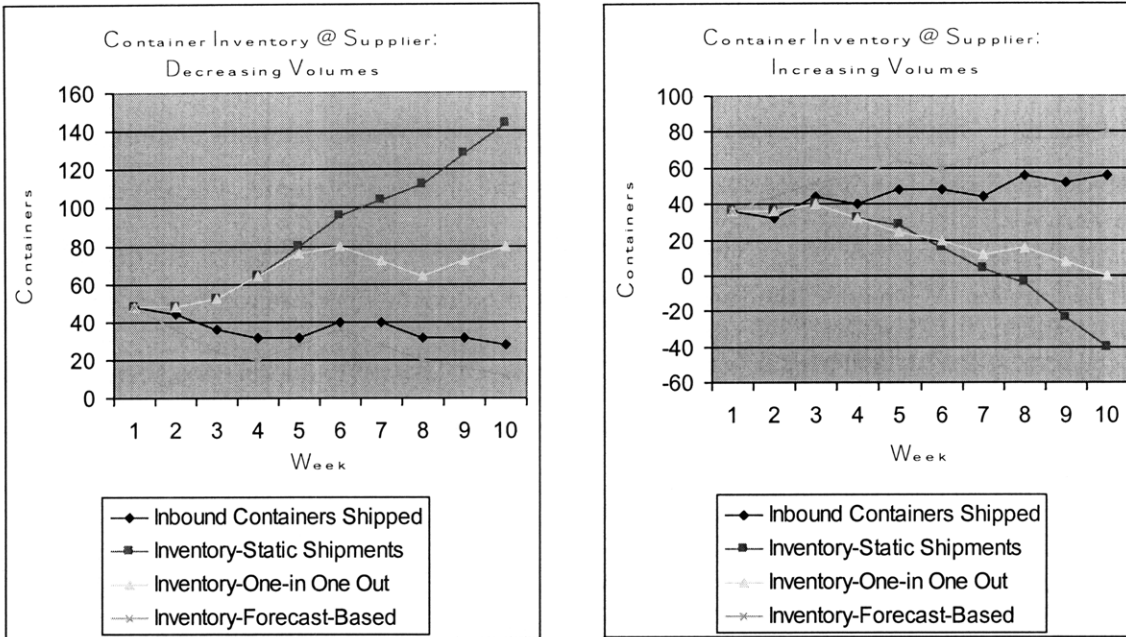 Container Inventory @ Supplier:
Decreasing Volumes
160
140
120
100
80
60
40
20
0
Containers
1 2 3 4 5 6 7 8 9 10
Week
Inbound Containers Shipped
Inventory-Static Shipments
Inventory-One-in One Out
Inventory-Forecast-Based
Container Inventory @ Supplier:
Increasing Volumes
100
80
60
40
20
0
-20
-40
-60
Containers
1 2 3 4 5 6 7 8 9 10
Week
Inbound Containers Shipped
Inventory-Static Shipments
Inventory-One-in One Out
Inventory-Forecast-Based